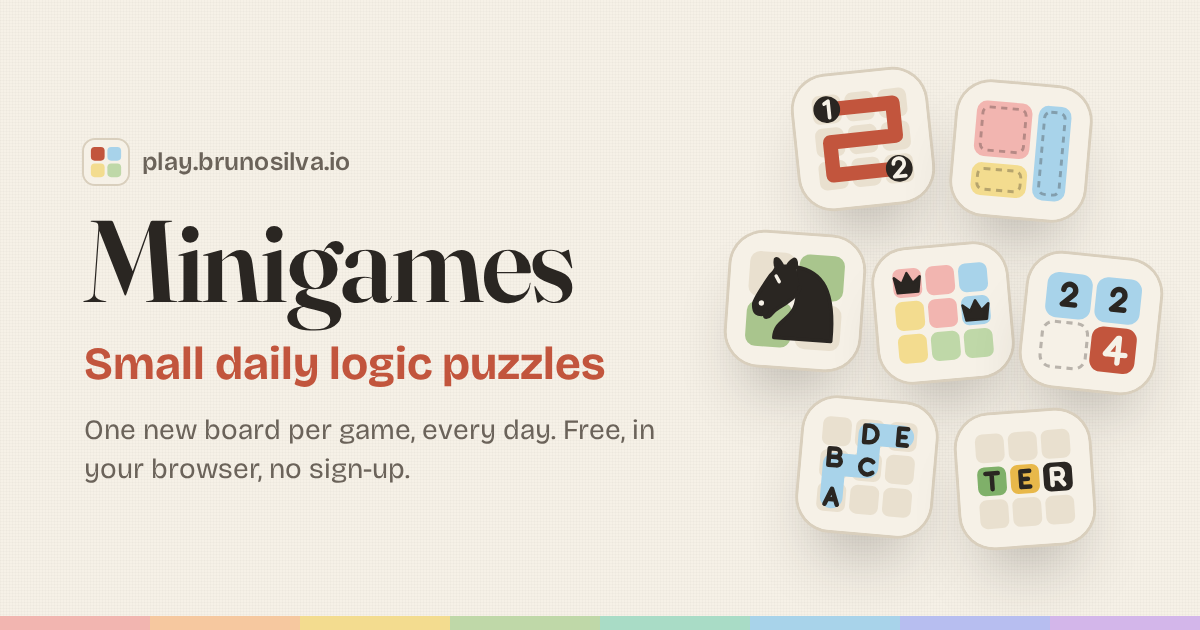 play.brunosilva.io
Minigames
Small daily logic puzzles
One new board per game, every day. Free, in
your browser, no sign-up.
1
2
2 2
4
D E
B C
A
T E R